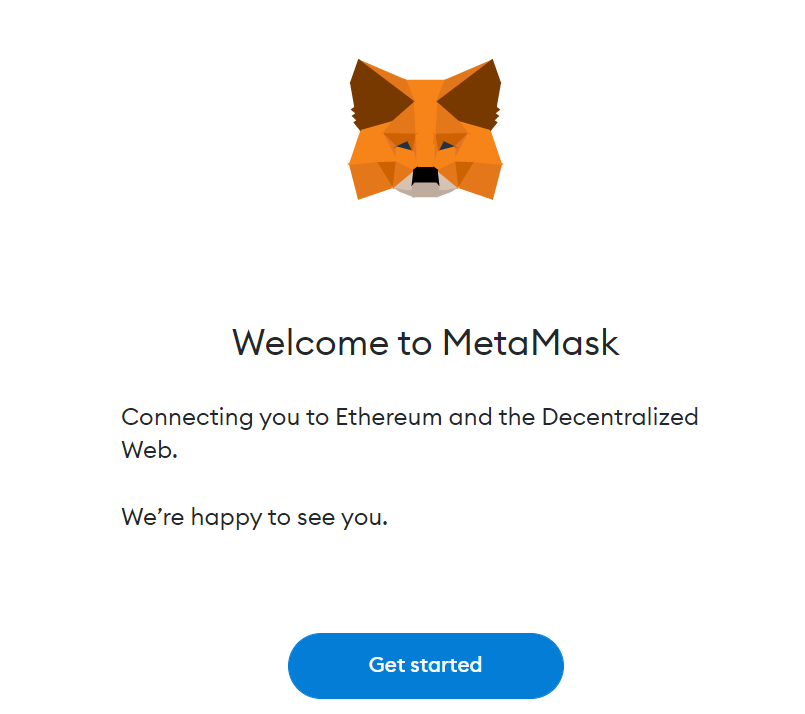 Welcome to MetaMask
Connecting you to Ethereum and the Decentralized
Web.
We’re happy to see you.
Get started